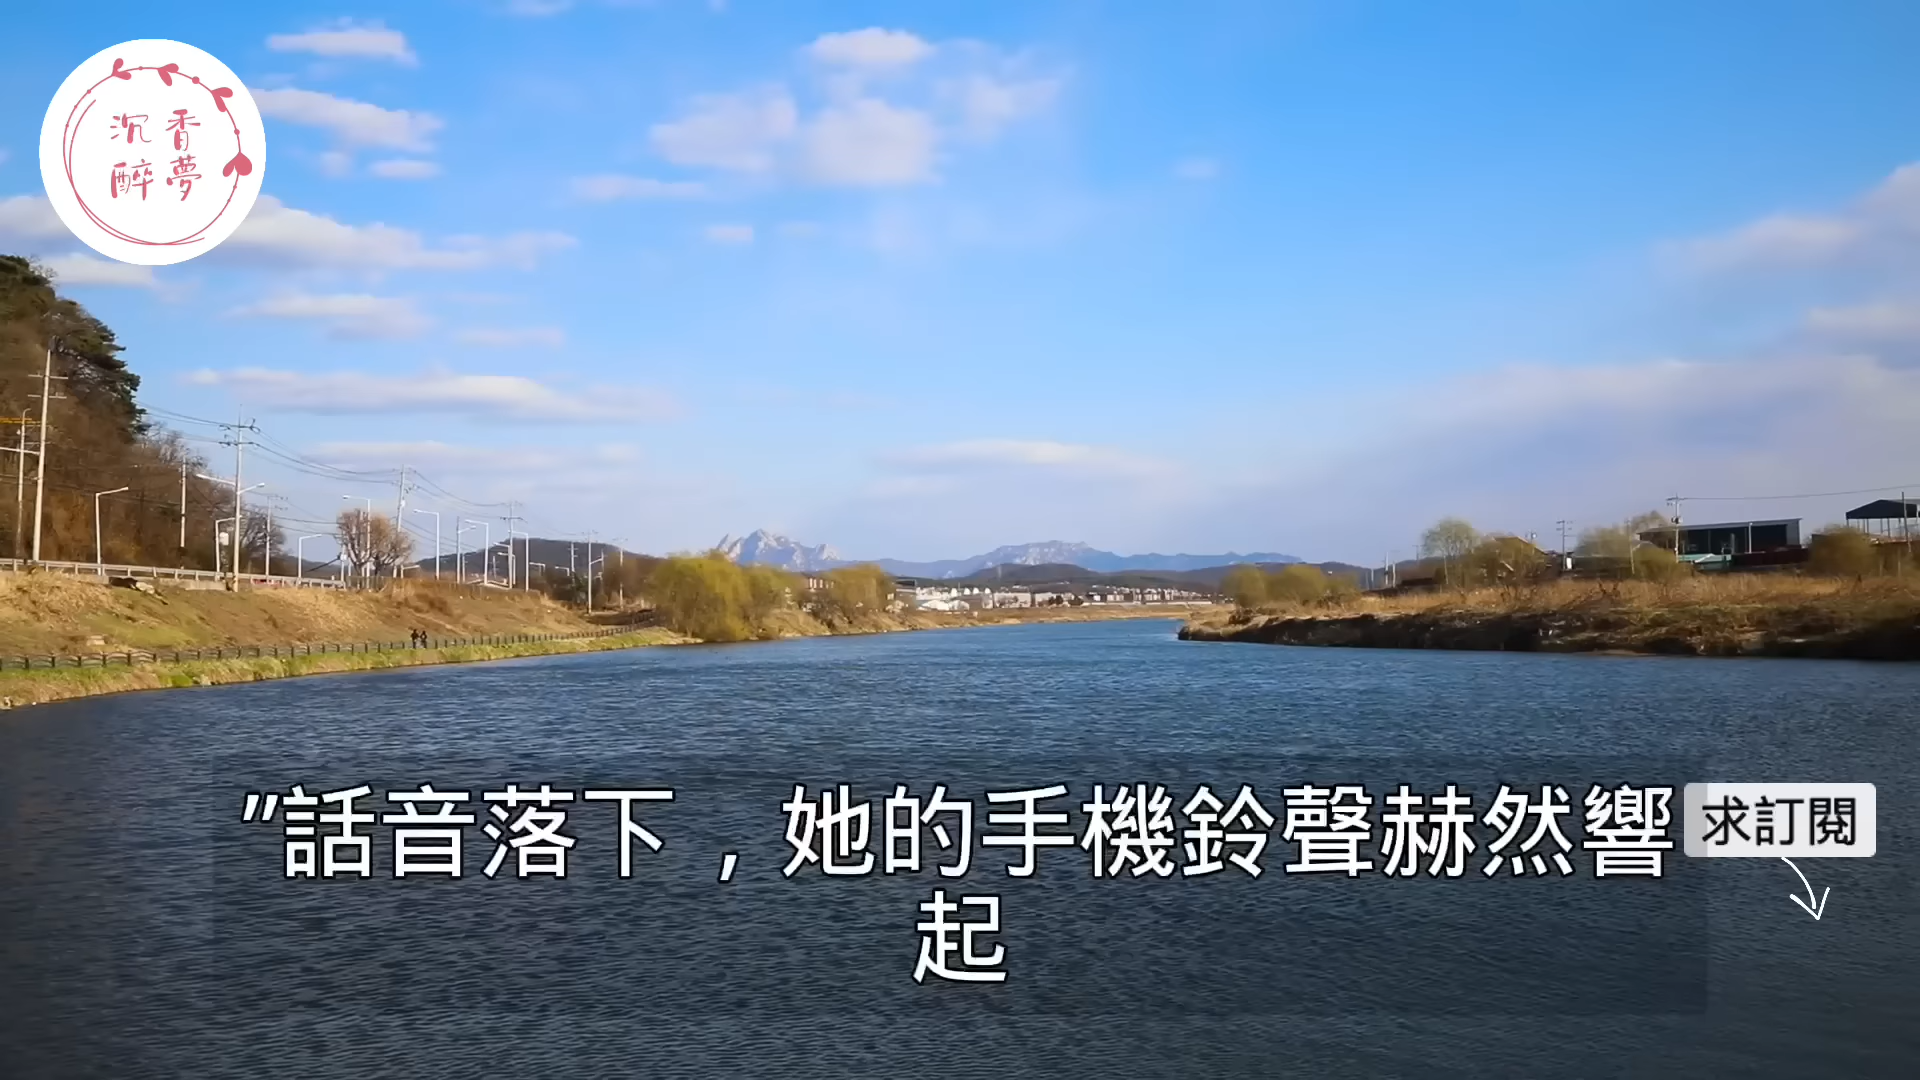 沉香
醉夢
”話音落下，她的手機鈴聲赫然響
起
求訂閱